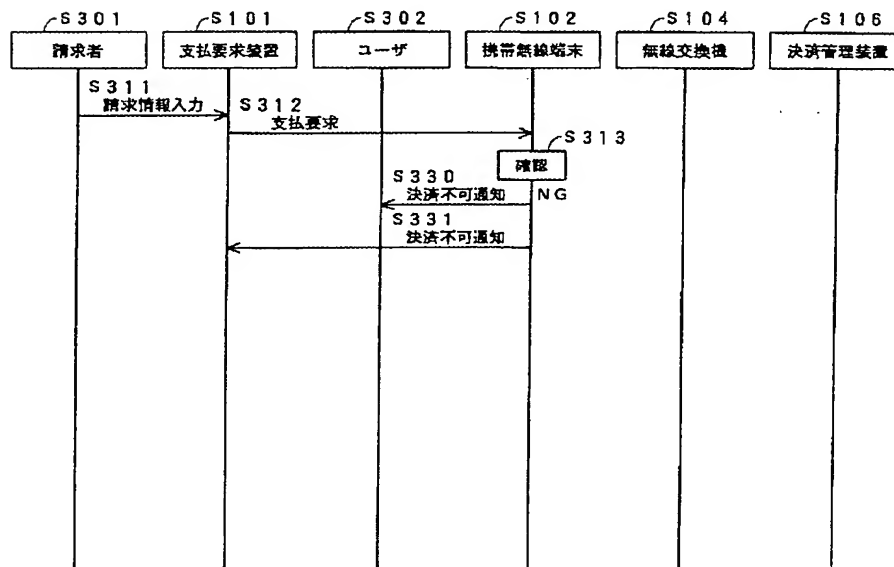 S301
S101
S302
S102
S104
S106
請求者
支払要求装置
ユーザ
携帯無線端末
無線交換機
決済管理装置
S311
請求情報入力
S312
支払要求
S313
確認
S330
決済不可通知
NG
S331
決済不可通知